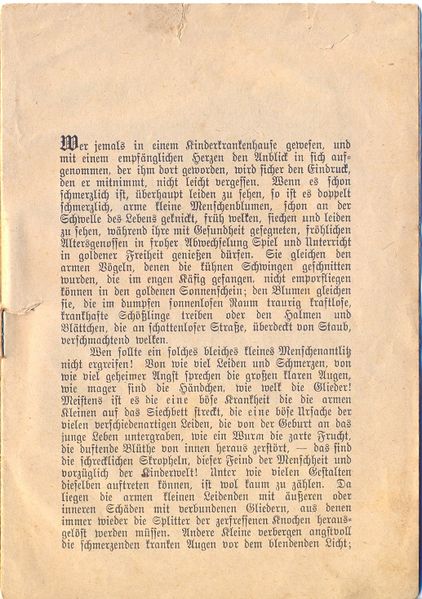 Wer jemals in einem Kinderkrankenhause gewesen, und
mit einem empfänglichen Herzen den Anblick in sich auf-
genommen, der ihm dort geworden, wird sicher den Eindruck,
den er mitnimmt, nicht leicht vergessen. Wenn es schon
schmerzlich ist, überhaupt leiden zu sehen, so ist es doppelt
schmerzlich, arme kleine Menschenblumen, schon an der
Schwelle des Lebens geknickt, früh welken, siechen und leiden
zu sehen, während ihre mit Gesundheit gesegneten, fröhlichen
Altersgenossen in froher Abwechselung Spiel und Unterricht
in goldener Freiheit genießen dürfen. Sie gleichen den
armen Vögeln, denen die kühnen Schwingen geschnitten
wurden, die im engen Käfig gefangen, nicht emporfliegen
können in den goldenen Sonnenschein; den Blumen gleichen
sie, die im dumpfen sonnenlosen Raum traurig kraftlose,
krankhafte Schößlinge treiben oder den Halmen und
Blättchen, die an schattenloser Straße, überdeckt von Staub,
verschmachtend welken.
Wen sollte ein solches bleiches kleines Menschenantlitz
nicht ergreifen! Von wie viel Leiden und Schmerzen, von
wie viel geheimer Angst sprechen die großen klaren Augen,
wie mager sind die Händchen, wie welk die Glieder!
Meistens ist es die eine böse Krankheit die die armen
Kleinen auf das Siechbett streckt, die eine böse Ursache der
vielen verschiedenartigen Leiden, die von der Geburt an das
junge Leben untergraben, wie ein Wurm die zarte Frucht,
die duftende Blüthe von innen heraus zerstört, — das sind
die schrecklichen Skropheln, dieser Feind der Menschheit und
vorzüglich der Kinderwelt! Unter wie vielen Gestalten
dieselben auftreten können, ist wol kaum zu zählen. Da
liegen die armen kleinen Leidenden mit äußeren oder
inneren Schäden mit verbundenen Gliedern, aus denen
immer wieder die Splitter der zerfressenen Knochen heraus-
gelöst werden müssen. Andere Kleine verbergen angstvoll
die schmerzenden kranken Augen vor dem blendenden Licht;